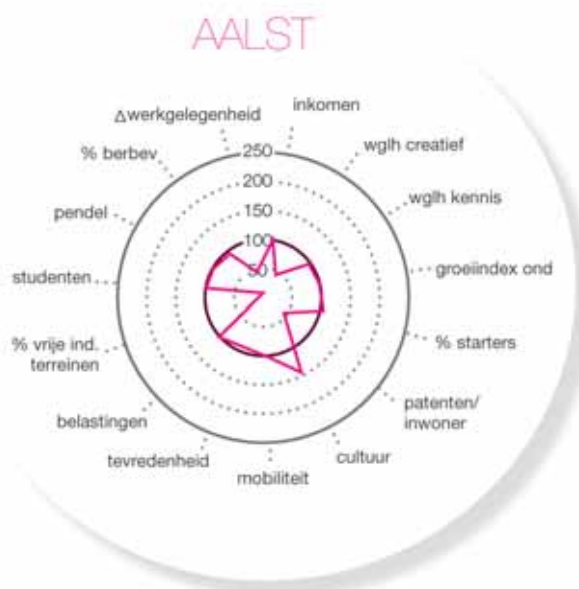 AALST
inkomen
wglh creatief
wglh kennis
groeiindex ond
% starters
patenten/
inwoner
cultuur
mobiliteit
tevredenheid
belastingen
% vrije ind.
terreinen
studenten
pendel
% berbev
Δwerkgelegenheid
250
200
150
100
50